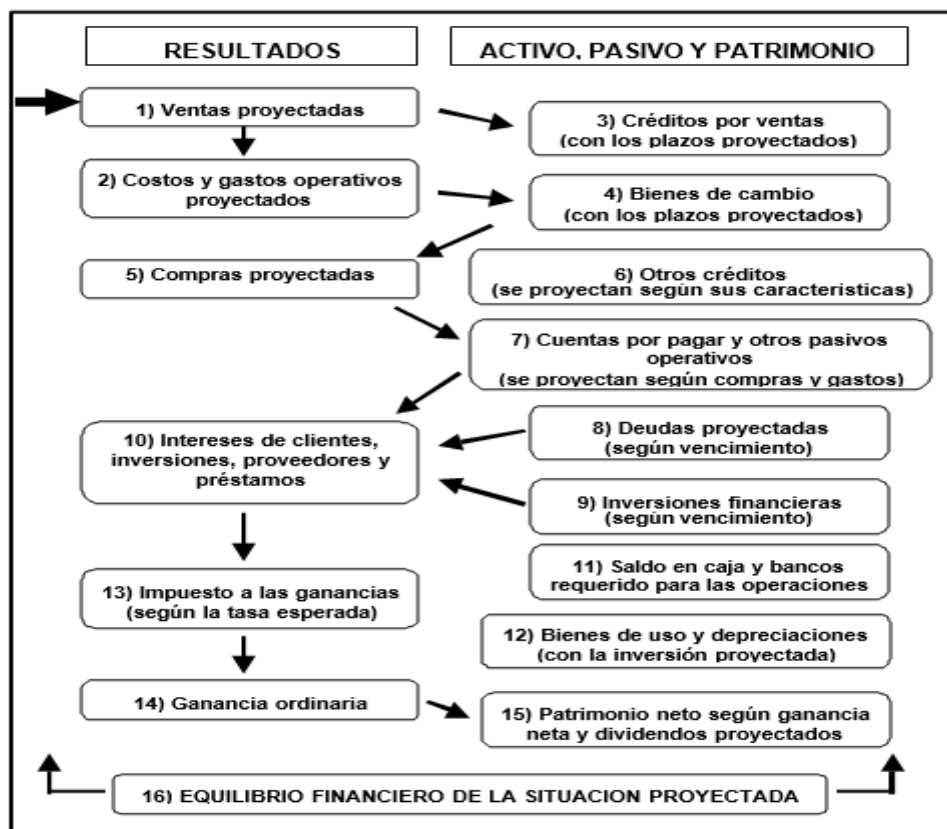 RESULTADOS
ACTIVO, PASIVO Y PATRIMONIO
1) Ventas proyectadas
3) Créditos por ventas
(con los plazos proyectados)
2) Costos y gastos operativos
proyectados
4) Bienes de cambio
(con los plazos proyectados)
5) Compras proyectadas
6) Otros créditos
(se proyectan según sus caracteristicas)
7) Cuentas por pagar y otros pasivos
operativos
(se proyectan según compras y gastos)
10) Intereses de clientes,
inversiones, proveedores y
préstamos
8) Deudas proyectadas
(según vencimiento)
9) Inversiones financieras
(según vencimiento)
11) Saldo en caja y bancos
requerido para las operaciones
13) Impuesto a las ganancias
(según la tasa esperada)
12) Bienes de uso y depreciaciones
(con la inversión proyectada)
14) Ganancia ordinaria
15) Patrimonio neto según ganancia
neta y dividendos proyectados
16) EQUILIBRIO FINANCIERO DE LA SITUACION PROYECTADA